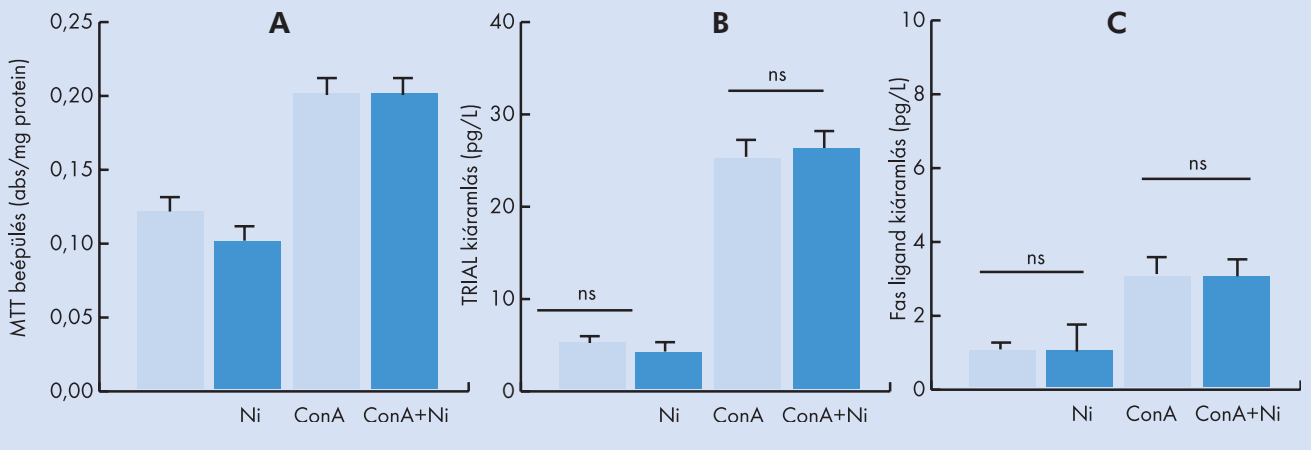 A
MTT beépülés (abs/mg protein)
0,25
0,20
0,15
0,10
0,05
0,00
Ni ConA ConA+Ni
B
TRIAL kiáramlás (pg/L)
40
30
20
10
0
ns
ns
Ni ConA ConA+Ni
C
Fas ligand kiáramlás (pg/L)
10
8
6
4
2
0
ns
ns
Ni ConA ConA+Ni